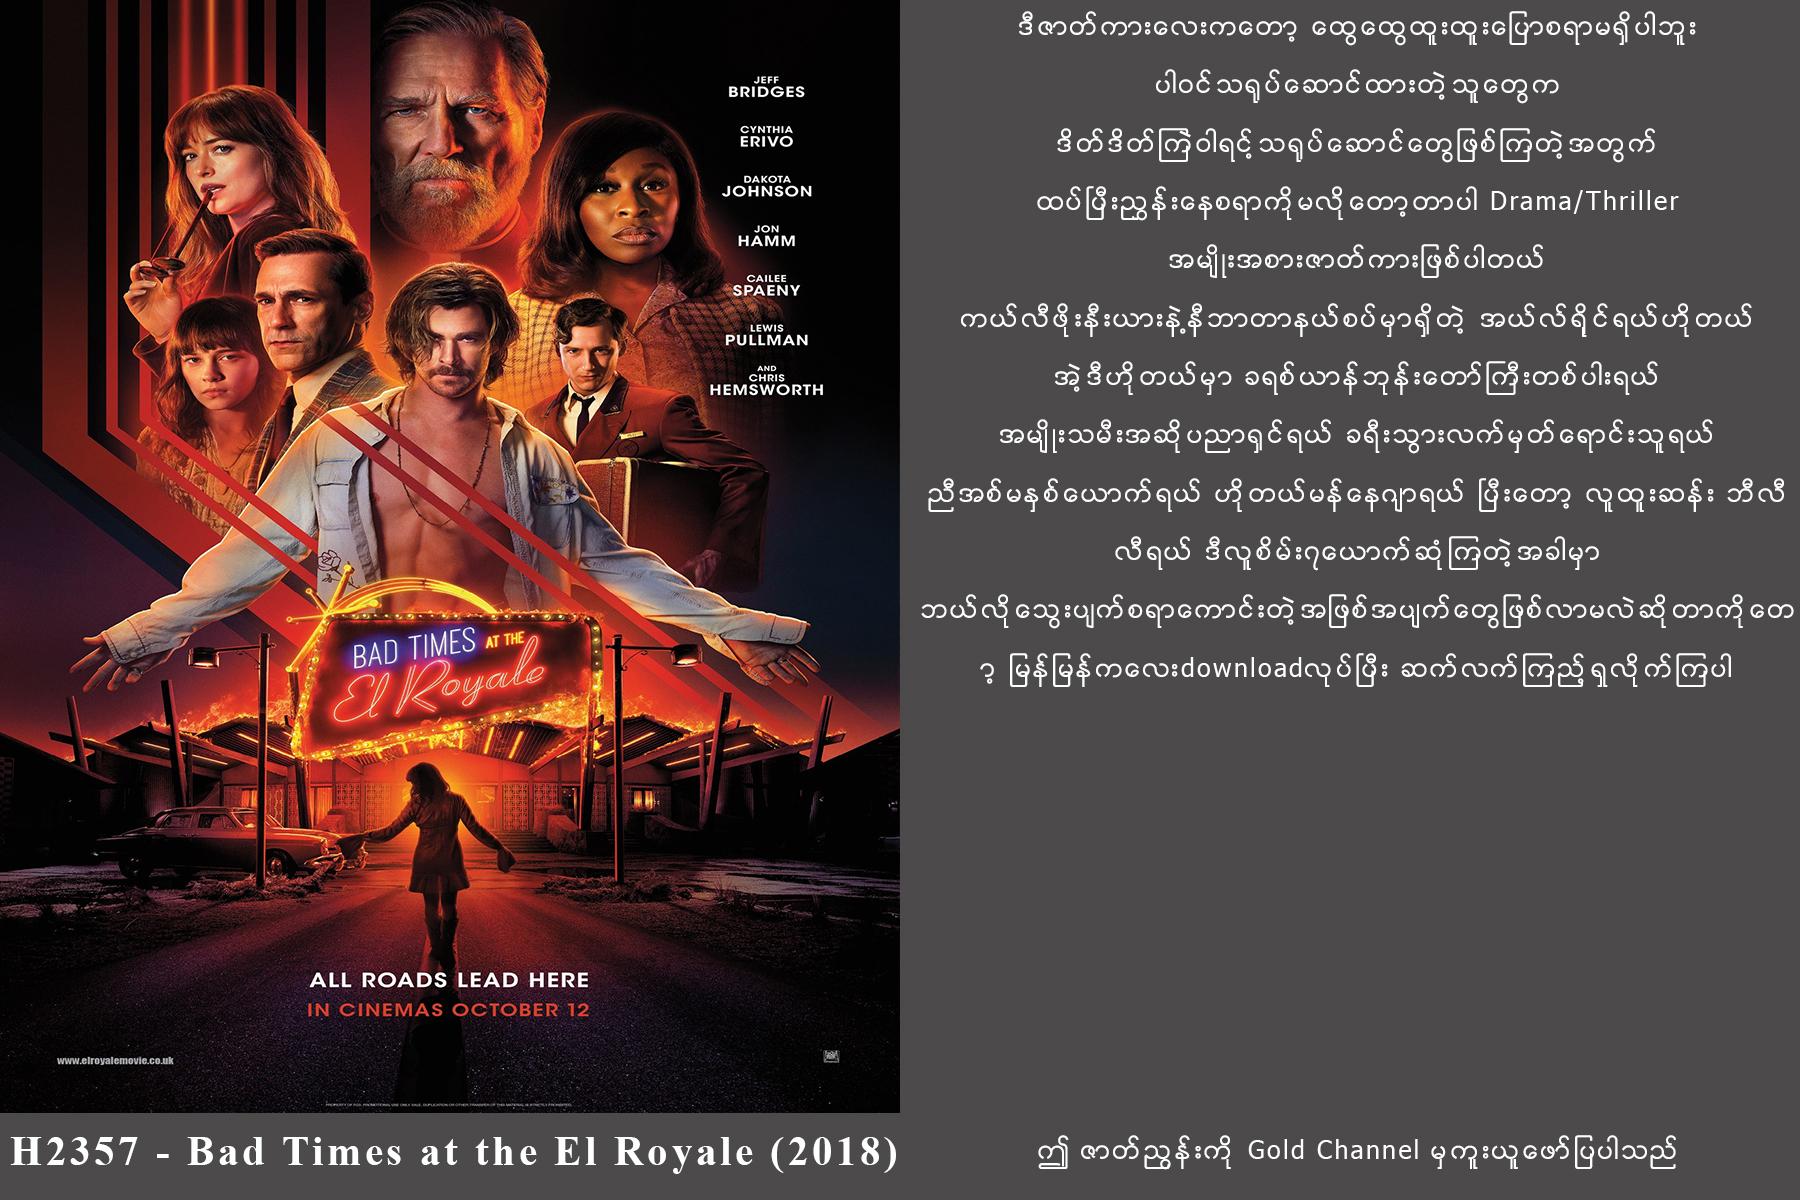 JEFF
BRIDGES
CYNTHIA
ERIVO
DAKOTA
JOHNSON
JON
HAMM
CAILEE
SPAENY
LEWIS
PULLMAN
AND
CHRIS
HEMSWORTH
BAD TIMES AT THE
El Royale
ALL ROADS LEAD HERE
IN CINEMAS OCTOBER 12
www.elroyalemovie.co.uk
H2357 - Bad Times at the El Royale (2018)
ဒီဇာတ်ကားလေးကတော့ ထွေထွေထူးထူးပြောစရာမရှိပါဘူး
ပါဝင်သရုပ်ဆောင်ထားတဲ့သူတွေက
ဒိတ်ဒိတ်ကြဲဝါရင့်သရုပ်ဆောင်တွေဖြစ်ကြတဲ့အတွက်
ထပ်ပြီးညွှန်းနေစရာကိုမလိုတော့တာပါ Drama/Thriller
အမျိုးအစားဇာတ်ကားဖြစ်ပါတယ်
ကယ်လီဖိုးနီးယားနဲ့နီဘာတာနယ်စပ်မှာရှိတဲ့ အယ်လ်ရိုင်ရယ်ဟိုတယ်
အဲ့ဒီဟိုတယ်မှာ ခရစ်ယာန်ဘုန်းတော်ကြီးတစ်ပါးရယ်
အမျိုးသမီးအဆိုပညာရှင်ရယ် ခရီးသွားလက်မှတ်ရောင်းသူရယ်
ညီအစ်မနှစ်ယောက်ရယ် ဟိုတယ်မန်နေဂျာရယ် ပြီးတော့ လူထူးဆန်း ဘီလီ
လီရယ် ဒီလူစိမ်း၇ယောက်ဆုံကြတဲ့အခါမှာ
ဘယ်လိုသွေးပျက်စရာကောင်းတဲ့အဖြစ်အပျက်တွေဖြစ်လာမလဲဆိုတာကိုတေ
ာ့ မြန်မြန်ကလေးdownloadလုပ်ပြီး ဆက်လက်ကြည့်ရှုလိုက်ကြပါ
ဤ ဇာတ်ညွှန်းကို Gold Channel မှကူးယူဖော်ပြပါသည်